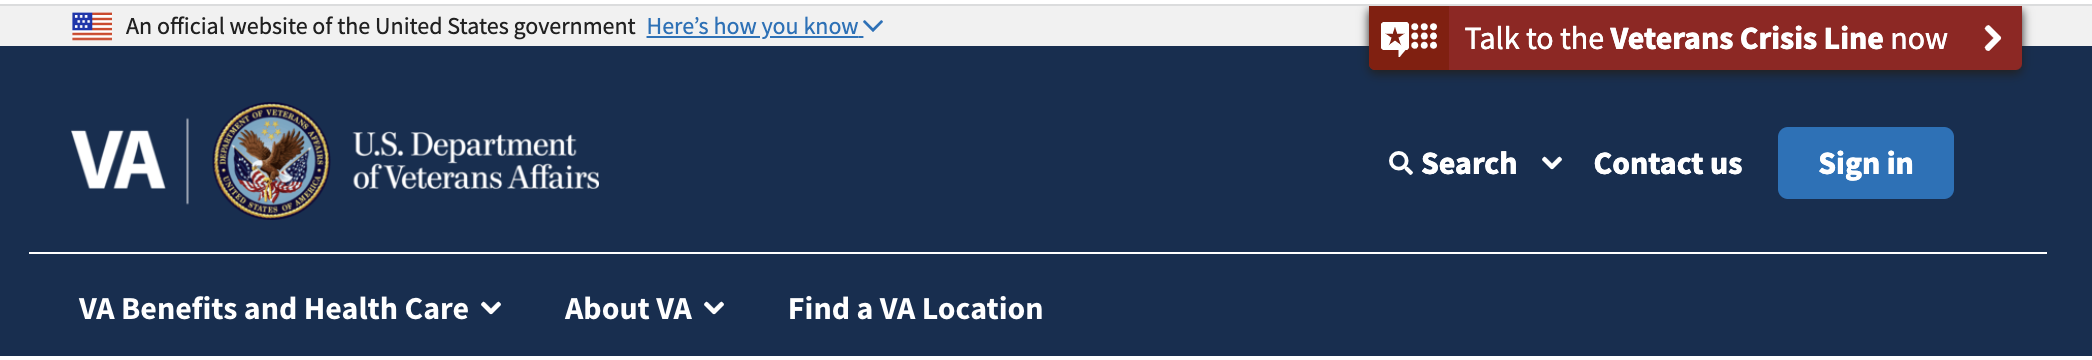 An official website of the United States government Here’s how you know
Talk to the Veterans Crisis Line now
VA
DEPARTMENT OF VETERANS AFFAIRS
UNITED STATES OF AMERICA
U.S. Department
of Veterans Affairs
Search
Contact us
Sign in
VA Benefits and Health Care
About VA
Find a VA Location